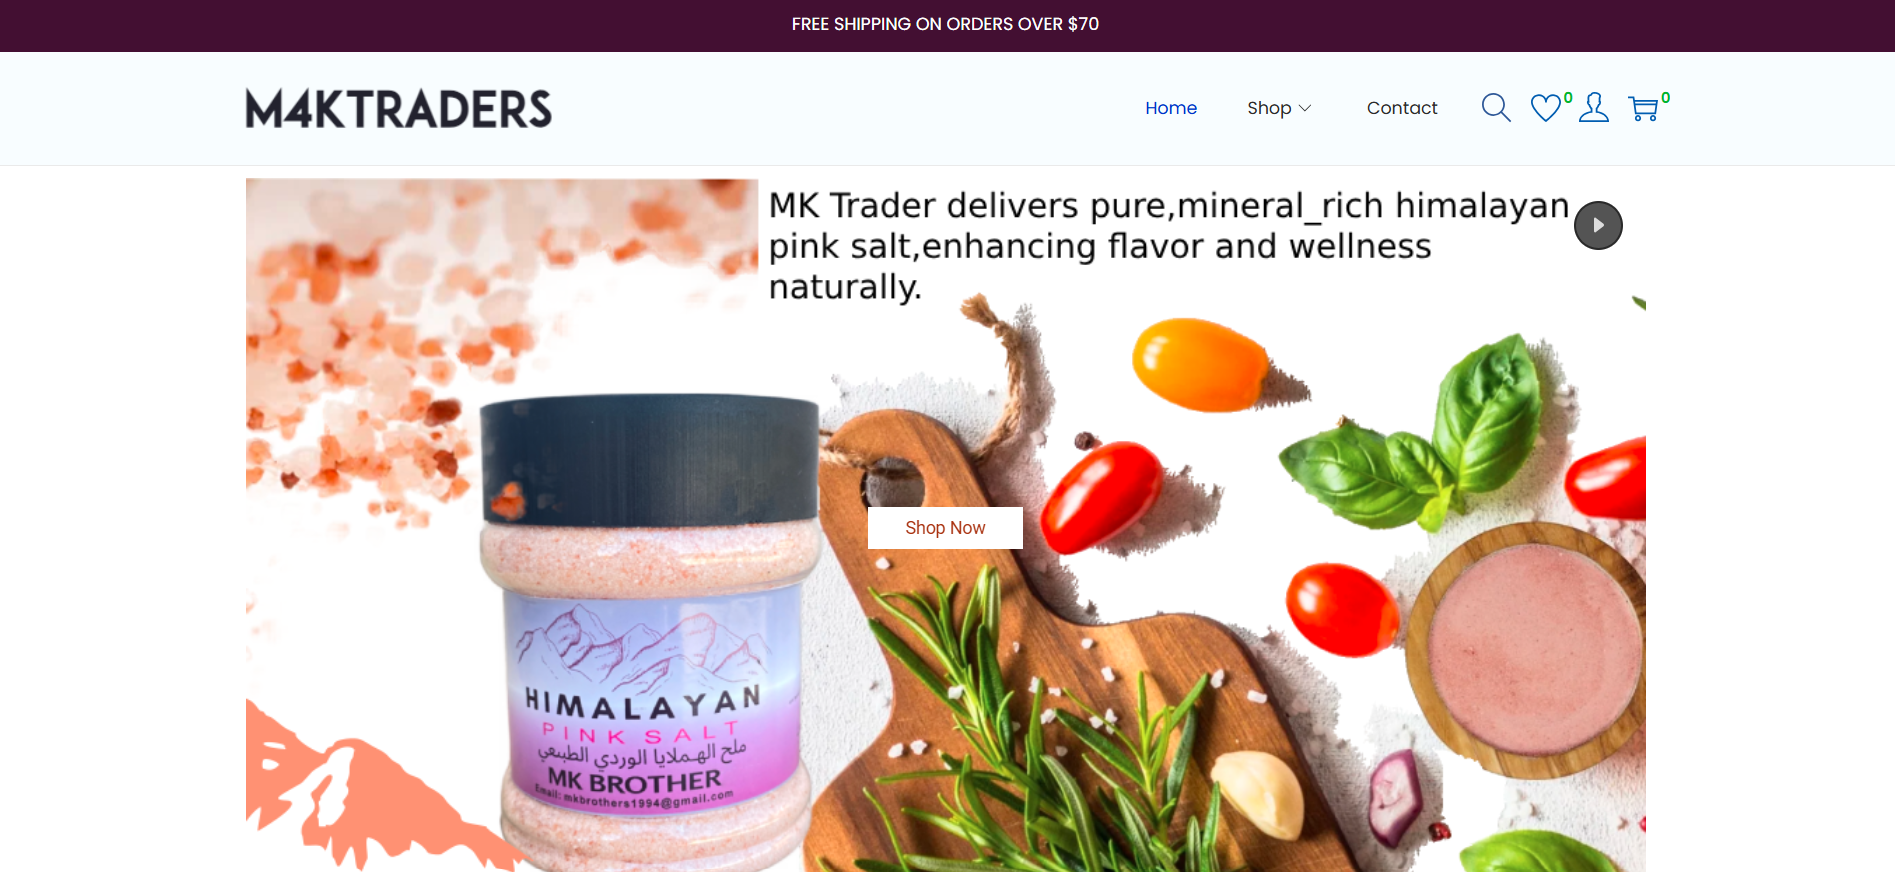 FREE SHIPPING ON ORDERS OVER $70
M4KTRADERS
Home
Shop
Contact
0
0
MK Trader delivers pure,mineral_rich himalayan
pink salt,enhancing flavor and wellness
naturally.
Shop Now
HIMALAYAN
PINK SALT
ملح الهملايا الوردي الطبيعي
MK BROTHER
Email: mkbrothers1994@gmail.com